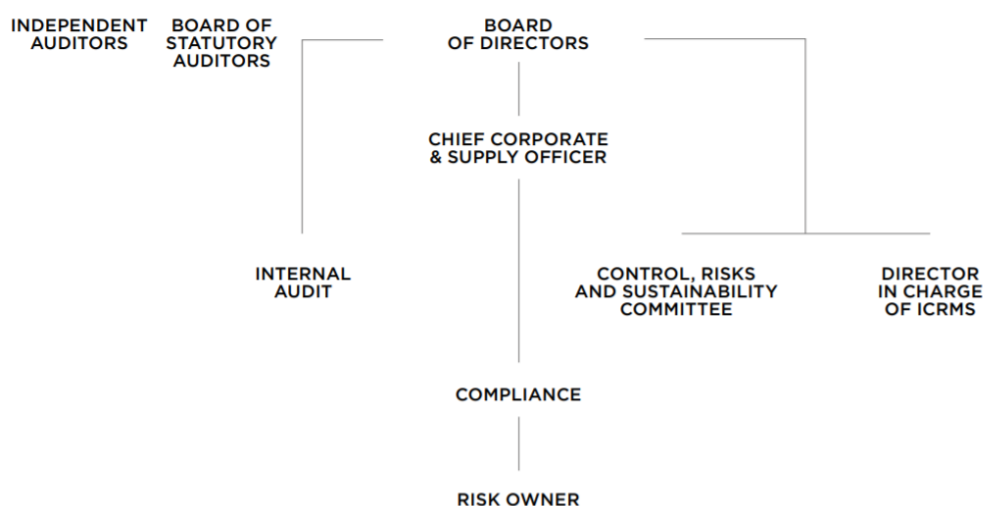 INDEPENDENT
AUDITORS
BOARD OF
STATUTORY
AUDITORS
BOARD
OF DIRECTORS
CHIEF CORPORATE
& SUPPLY OFFICER
INTERNAL
AUDIT
CONTROL, RISKS
AND SUSTAINABILITY
COMMITTEE
DIRECTOR
IN CHARGE
OF ICRMS
COMPLIANCE
RISK OWNER